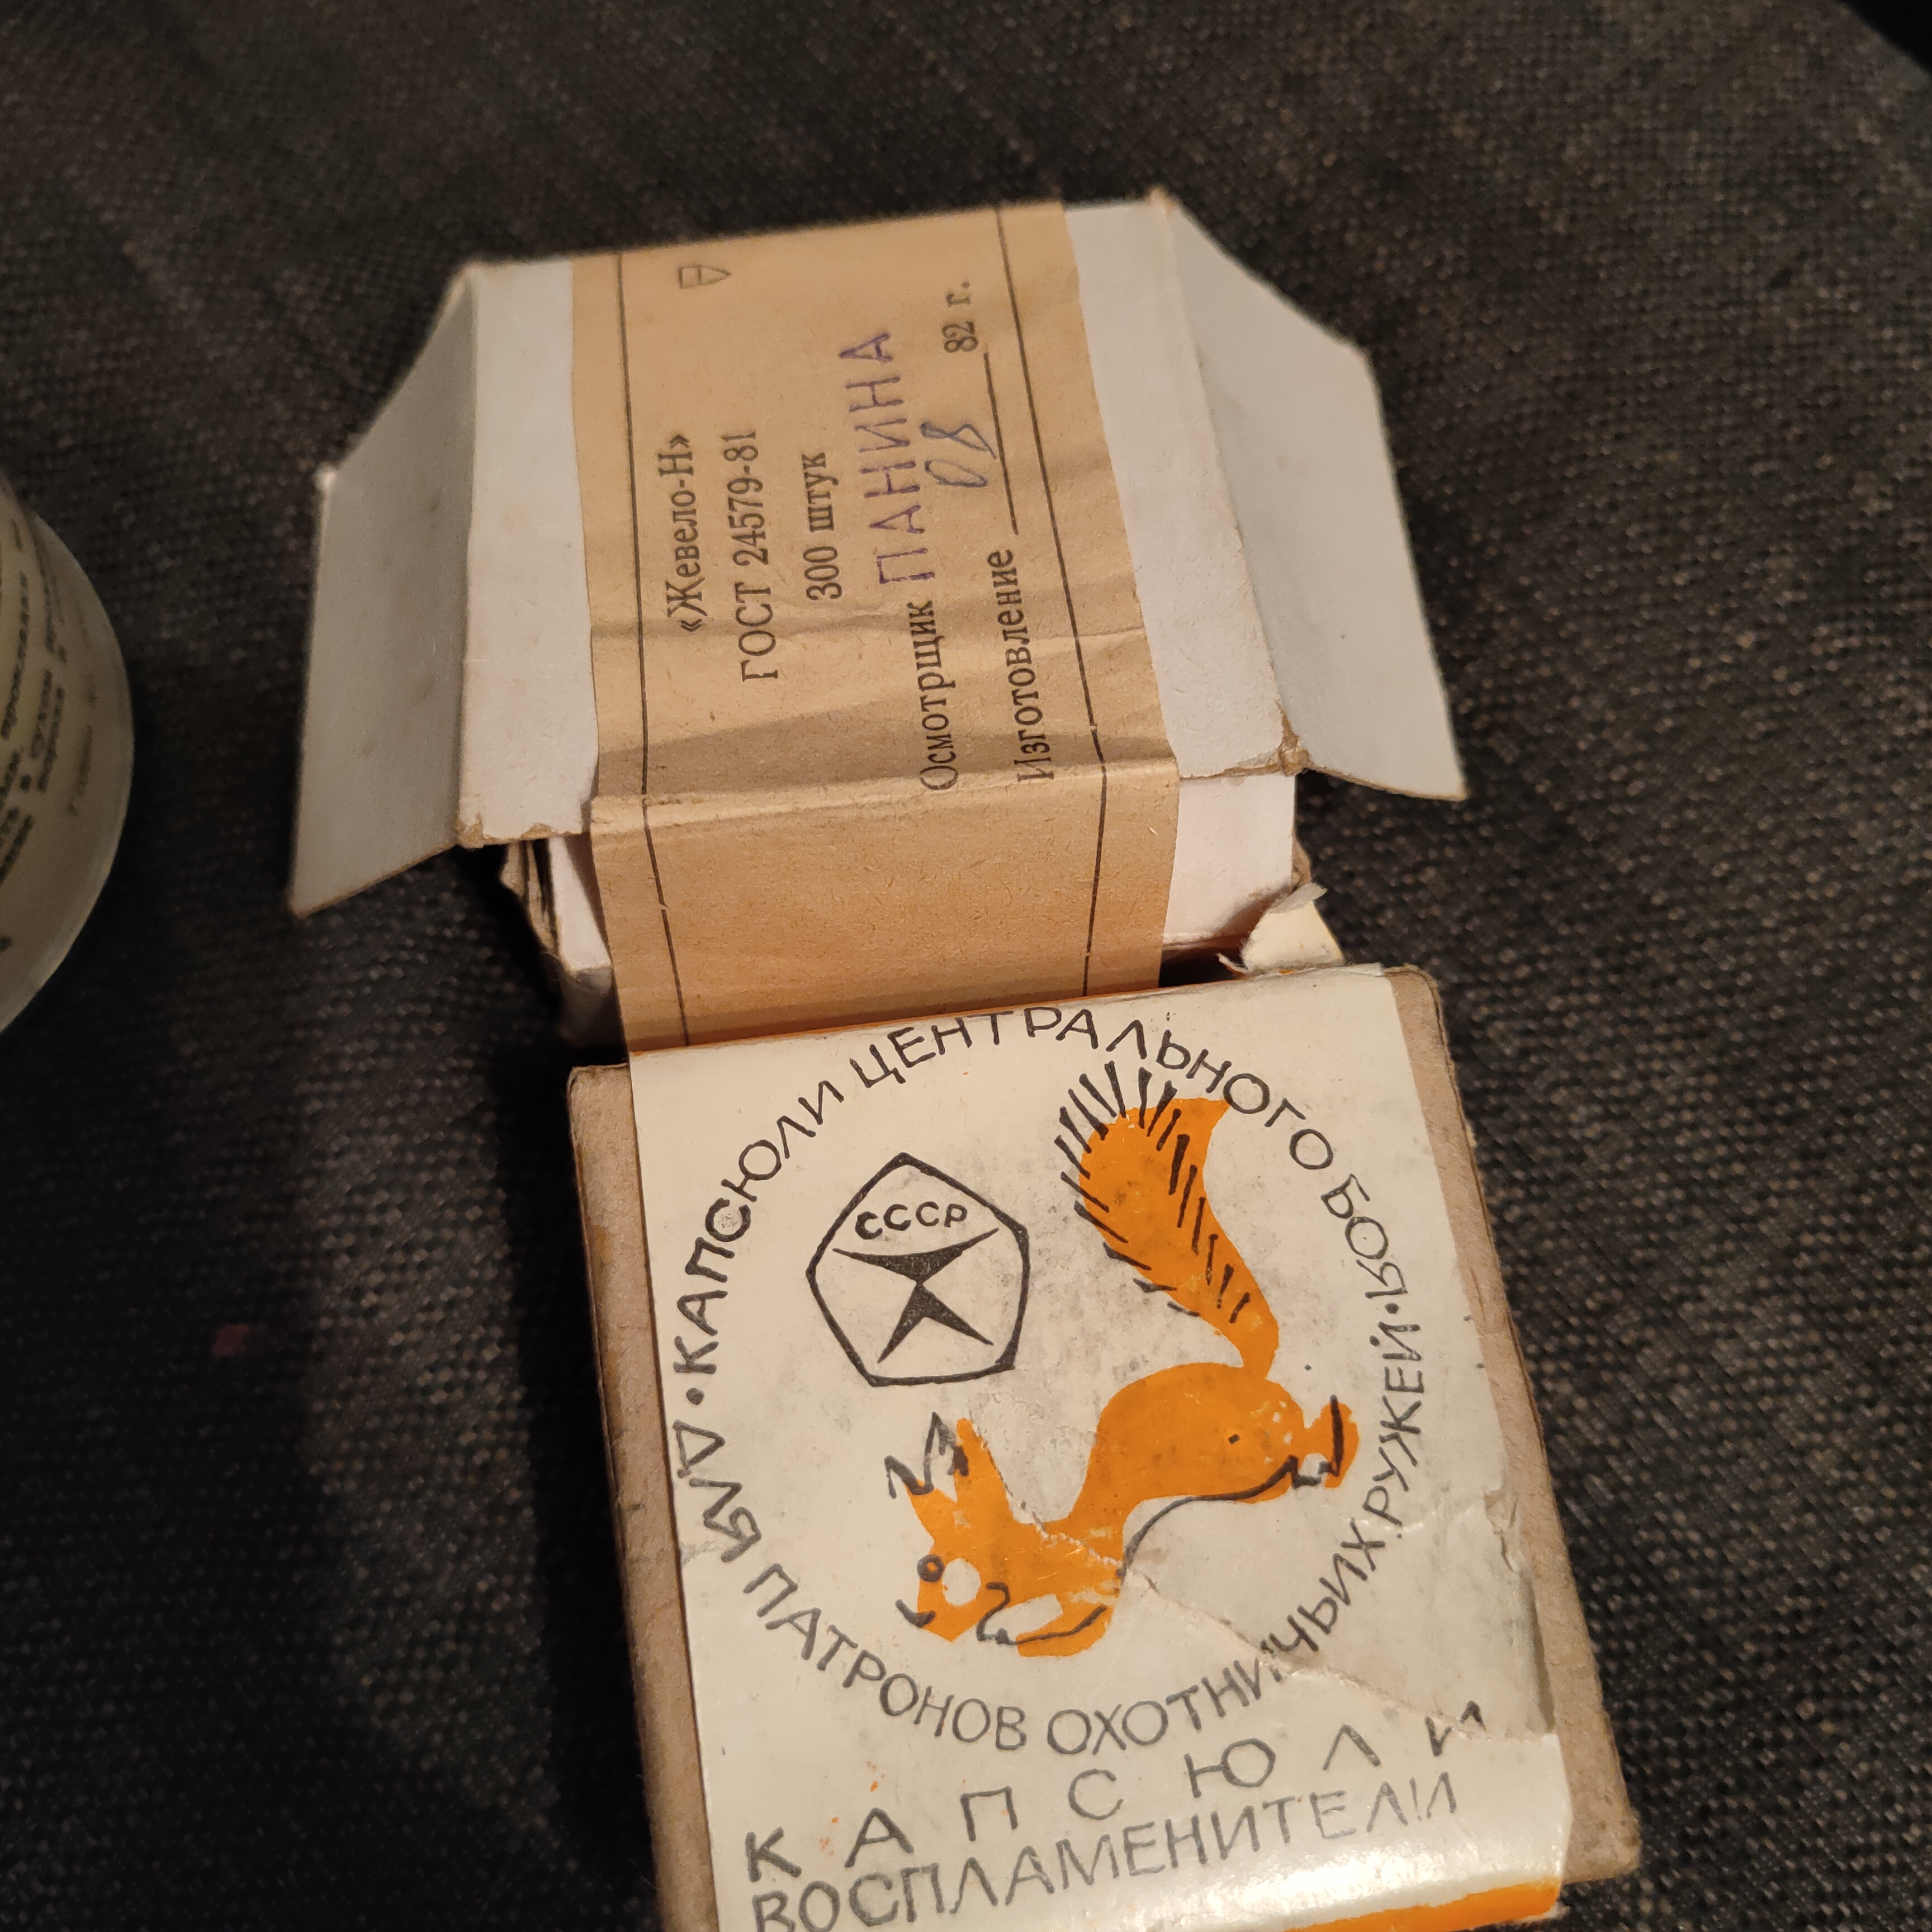 «Жевело-Н»
ГОСТ 24579-81
300 штук
Осмотрщик ПАНИНА
Изготовление 08 82 г.
КАПСЮЛИ ЦЕНТРАЛЬНОГО БОЯ
ДЛЯ ПАТРОНОВ ОХОТНИЧЬИХ РУЖЕЙ
СССР
КАПСЮЛИ
ВОСПЛАМЕНИТЕЛИ